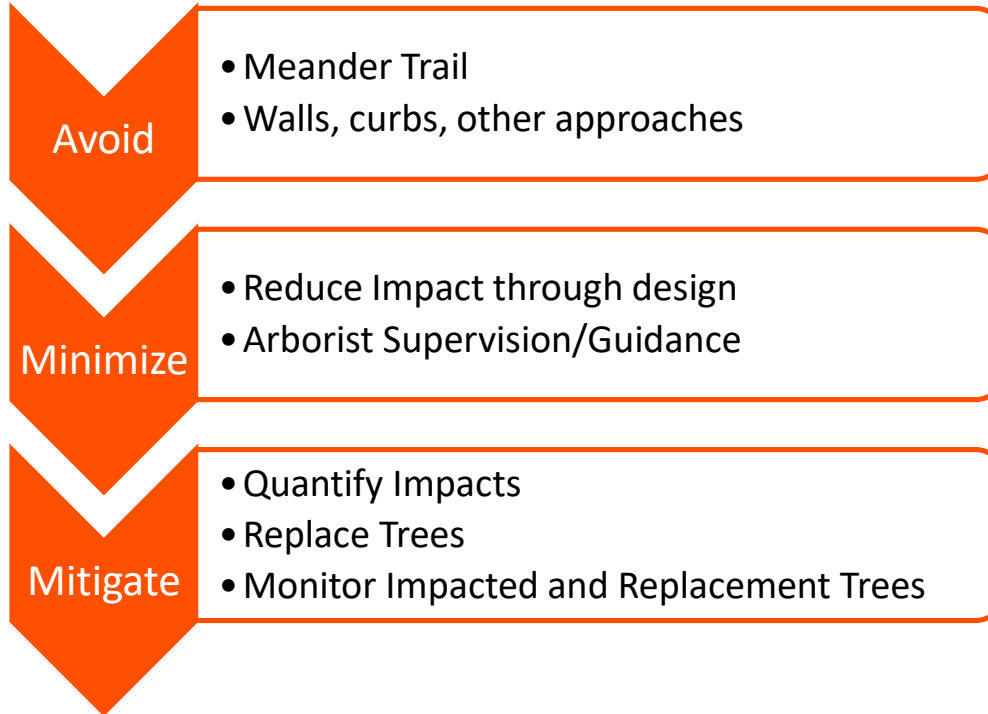 Avoid
• Meander Trail
• Walls, curbs, other approaches
Minimize
• Reduce Impact through design
• Arborist Supervision/Guidance
Mitigate
• Quantify Impacts
• Replace Trees
• Monitor Impacted and Replacement Trees